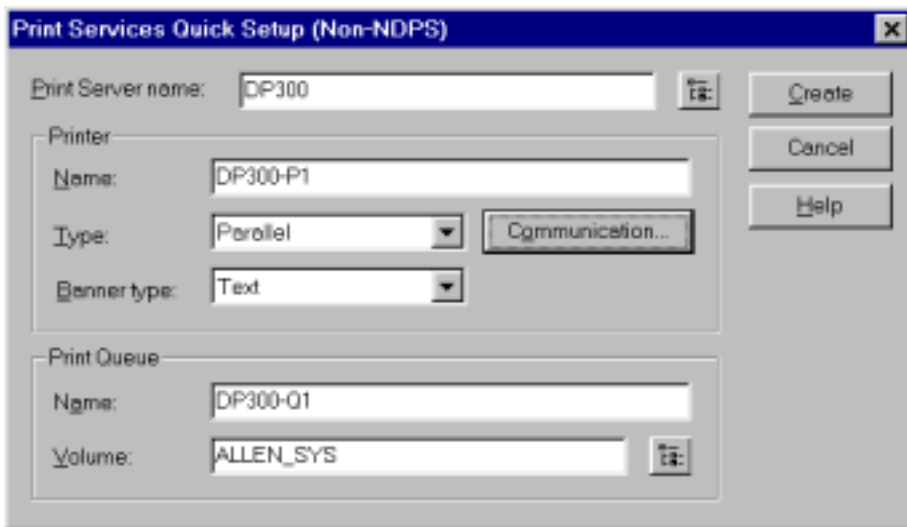 Print Services Quick Setup (Non-NDPS)
Print Server name: DP300
Create
Printer
Cancel
Name: DP300-P1
Help
Type: Parallel Communication...
Banner type: Text
Print Queue
Name: DP300-Q1
Volume: ALLEN_SYS